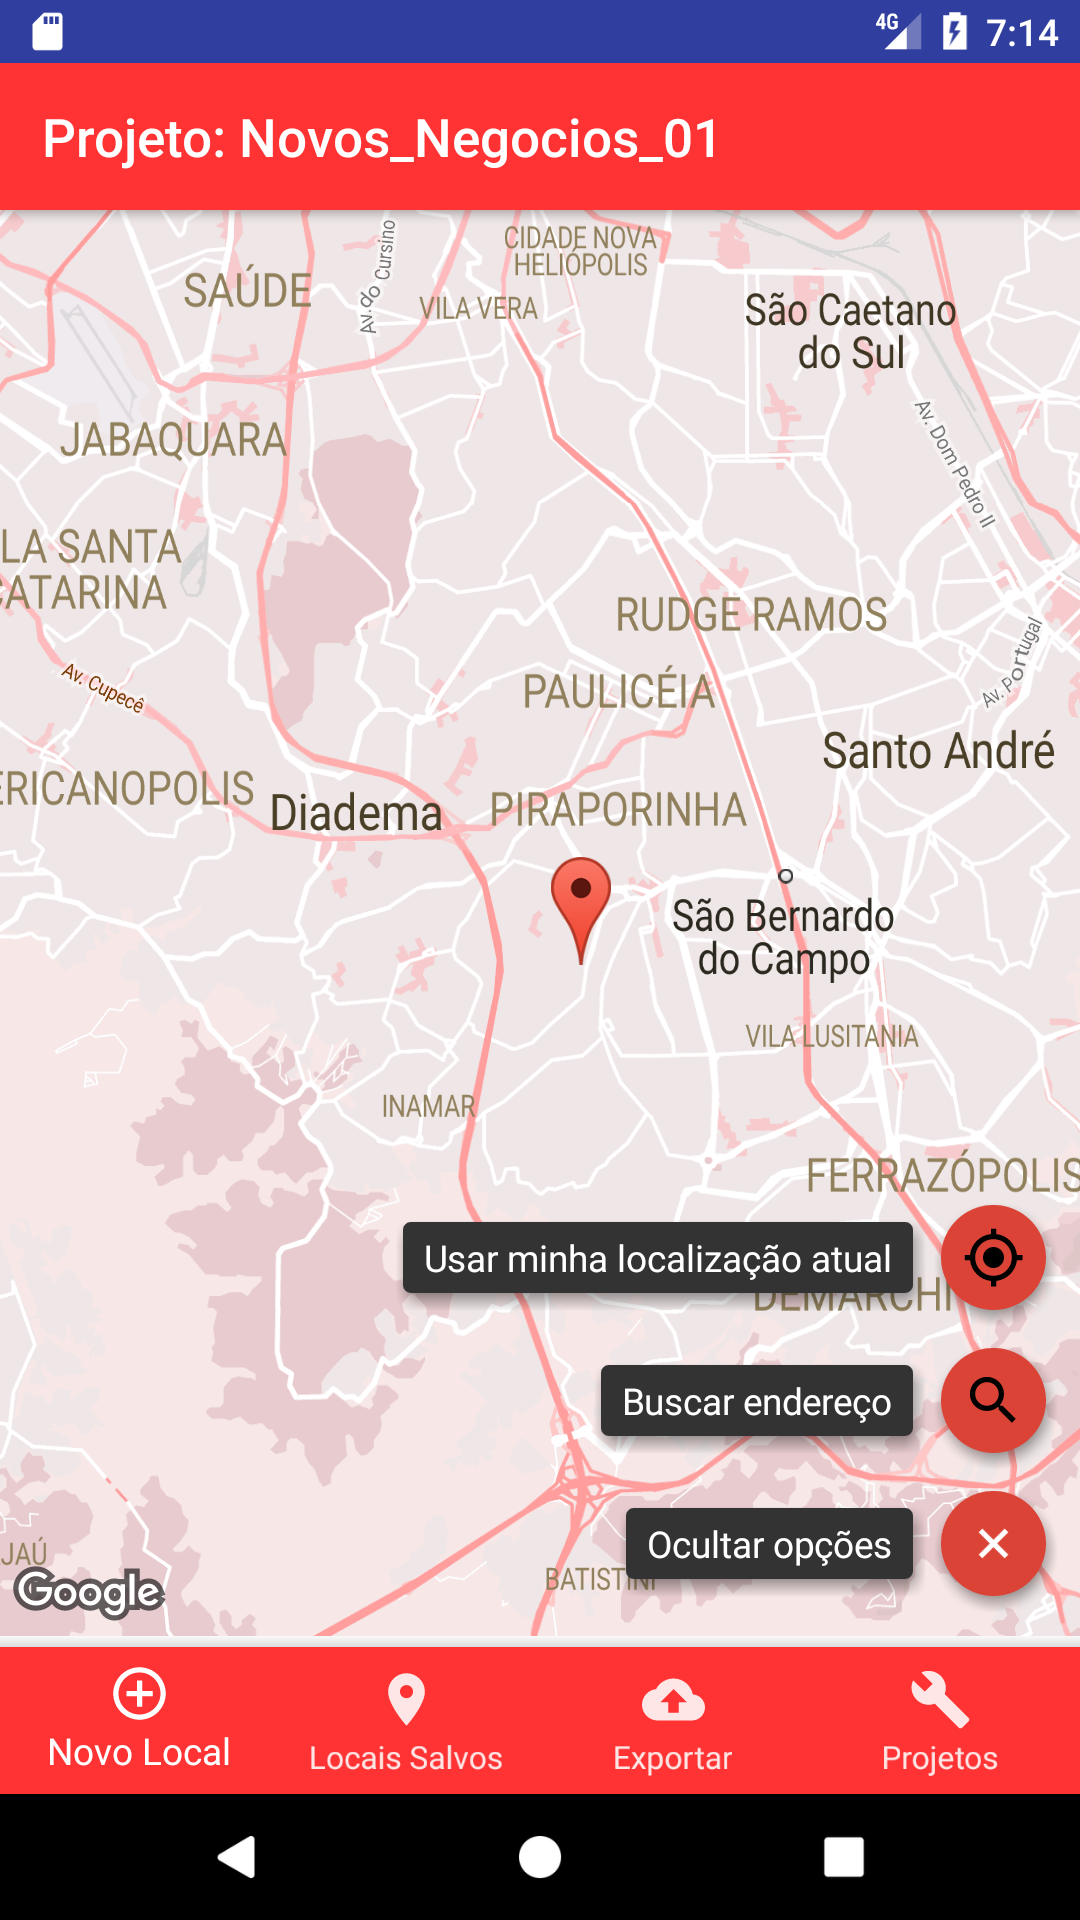 4G 7:14
Projeto: Novos_Negocios_01
CIDADE NOVA
HELIÓPOLIS
Av. do Cursino
SAÚDE
VILA VERA
São Caetano
do Sul
JABAQUARA
Av. Dom Pedro II
LA SANTA
CATARINA
RUDGE RAMOS
Av. Portugal
Av. Cupecê
PAULICÉIA
Santo André
ERICANOPOLIS
Diadema
PIRAPORINHA
São Bernardo
do Campo
VILA LUSITANIA
INAMAR
FERRAZÓPOLIS
Usar minha localização atual
DEMARCHI
Buscar endereço
Ocultar opções
JAÚ
BATISTINI
Google
Novo Local
Locais Salvos
Exportar
Projetos